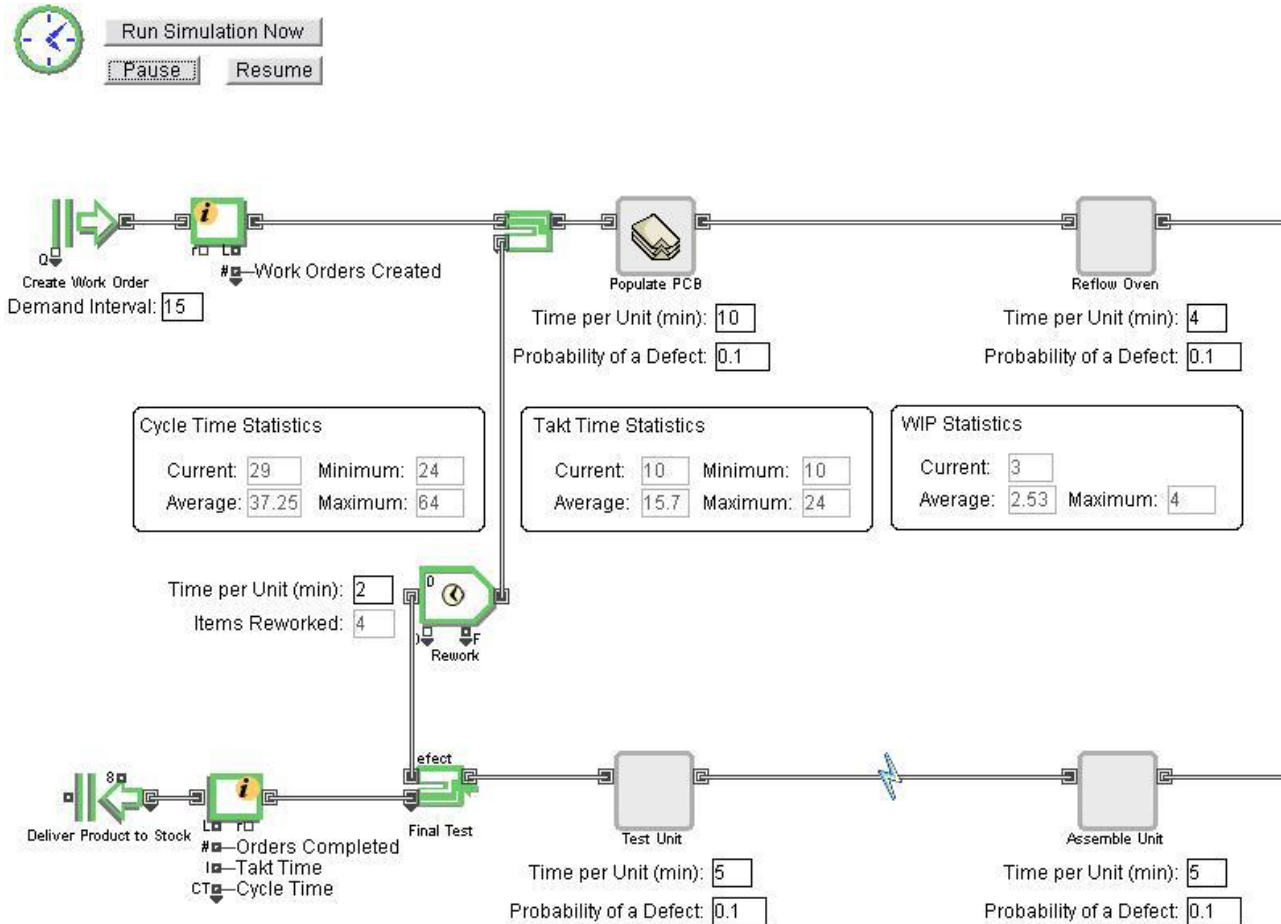 Run Simulation Now
Pause Resume
i
Q r L
# Work Orders Created
Create Work Order
Demand Interval: 15
Populate PCB
Time per Unit (min): 10
Probability of a Defect: 0.1
Reflow Oven
Time per Unit (min): 4
Probability of a Defect: 0.1
Cycle Time Statistics
Current: 29 Minimum: 24
Average: 37.25 Maximum: 64
Takt Time Statistics
Current: 10 Minimum: 10
Average: 15.7 Maximum: 24
WIP Statistics
Current: 3
Average: 2.53 Maximum: 4
Time per Unit (min): 2
Items Reworked: 4
0
F
Rework
efect
Final Test
i
Deliver Product to Stock
L r
# Orders Completed
I Takt Time
CT Cycle Time
Test Unit
Time per Unit (min): 5
Probability of a Defect: 0.1
Assemble Unit
Time per Unit (min): 5
Probability of a Defect: 0.1